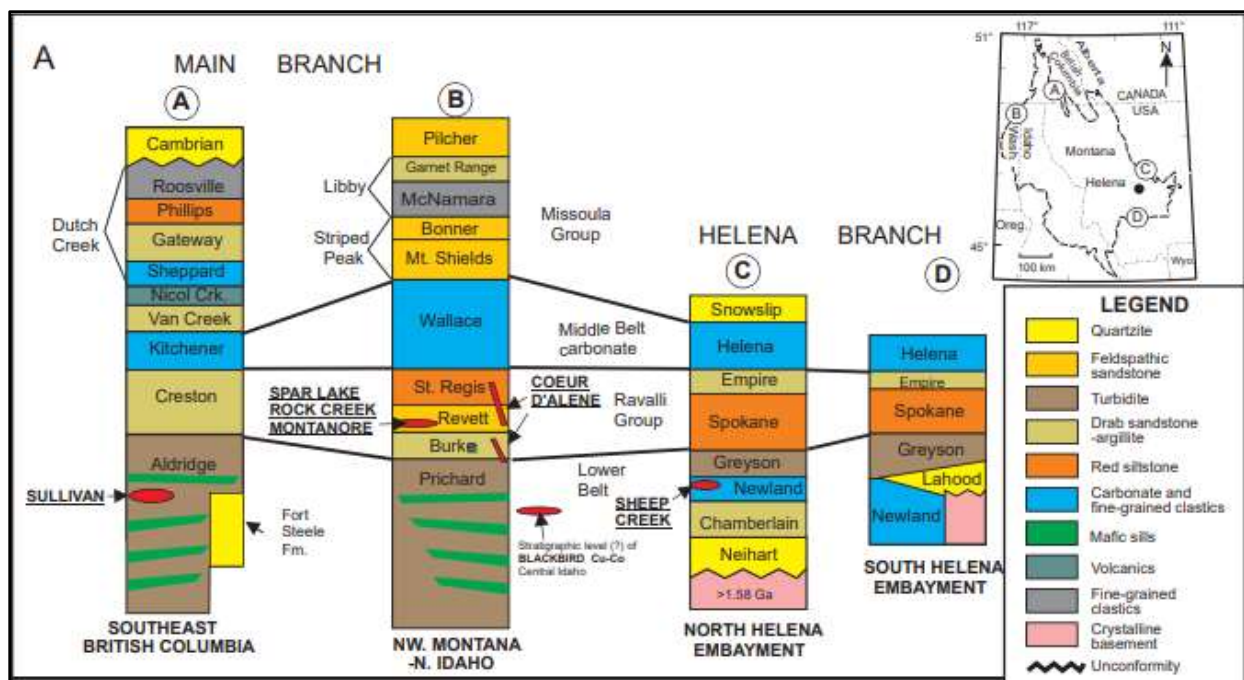 A
MAIN BRANCH
A
Cambrian
Roosville
Phillips
Gateway
Sheppard
Nicol Crk.
Van Creek
Kitchener
Creston
Aldridge
Dutch
Creek
SULLIVAN
Fort
Steele
Fm.
SOUTHEAST
BRITISH COLUMBIA
B
Pilcher
Garnet Range
McNamara
Bonner
Mt. Shields
Wallace
St. Regis
Revett
Burke
Prichard
Libby
Striped
Peak
SPAR LAKE
ROCK CREEK
MONTANORE
COEUR
D'ALENE
NW. MONTANA
-N. IDAHO
Missoula
Group
Middle Belt
carbonate
Ravalli
Group
Lower
Belt
Stratigraphic level (?) of
BLACKBIRD Cu-Co
Central Idaho
HELENA BRANCH
C
Snowslip
Helena
Empire
Spokane
Greyson
Newland
Chamberlain
Neihart
>1.58 Ga
SHEEP
CREEK
NORTH HELENA
EMBAYMENT
D
Helena
Empire
Spokane
Greyson
Lahood
Newland
SOUTH HELENA
EMBAYMENT
117°
111°
51°
45°
N
Alberta
British
Columbia
CANADA
USA
A
B
C
D
Wash
Idaho
Montana
Helena
Oreg.
Wyo
100 km
LEGEND
Quartzite
Feldspathic
sandstone
Turbidite
Drab sandstone
-argillite
Red siltstone
Carbonate and
fine-grained clastics
Mafic sills
Volcanics
Fine-grained
clastics
Crystalline
basement
Unconformity